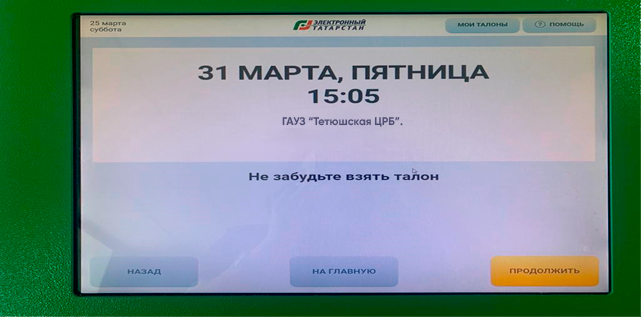 25 марта
суббота
ЭЛЕКТРОННЫЙ
ТАТАРСТАН
МОИ ТАЛОНЫ
? ПОМОЩЬ
31 МАРТА, ПЯТНИЦА
15:05
ГАУЗ "Тетюшская ЦРБ".
Не забудьте взять талон
НАЗАД
НА ГЛАВНУЮ
ПРОДОЛЖИТЬ